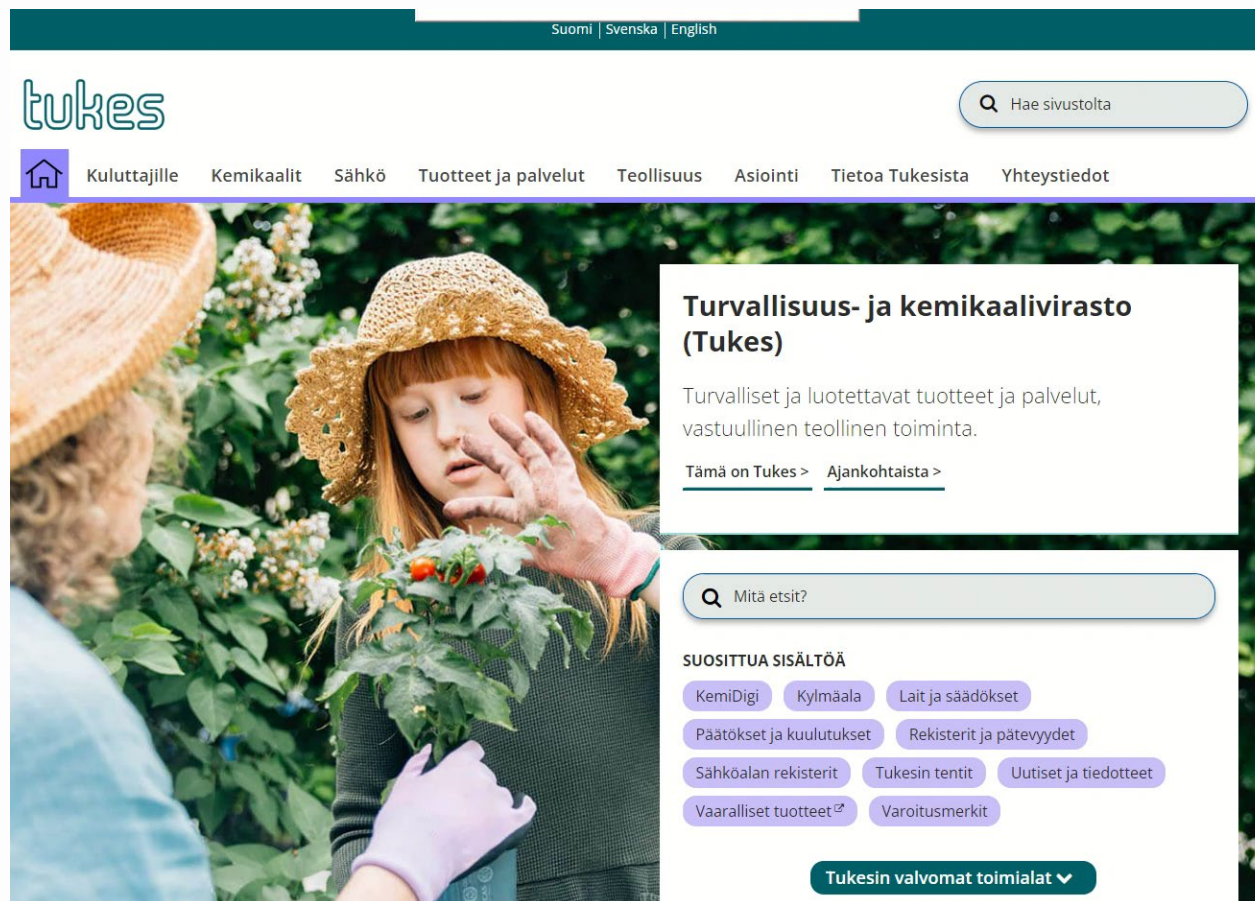 Suomi | Svenska | English
tukes
Hae sivustolta
Kuluttajille Kemikaalit Sähkö Tuotteet ja palvelut Teollisuus Asiointi Tietoa Tukesista Yhteystiedot
Turvallisuus- ja kemikaalivirasto
(Tukes)
Turvalliset ja luotettavat tuotteet ja palvelut,
vastuullinen teollinen toiminta.
Tämä on Tukes > Ajankohtaista >
Mitä etsit?
SUOSITTUA SISÄLTÖÄ
KemiDigi Kylmäala Lait ja säädökset
Päätökset ja kuulutukset Rekisterit ja pätevyydet
Sähköalan rekisterit Tukesin tentit Uutiset ja tiedotteet
Vaaralliset tuotteet Varoitusmerkit
Tukesin valvomat toimialat